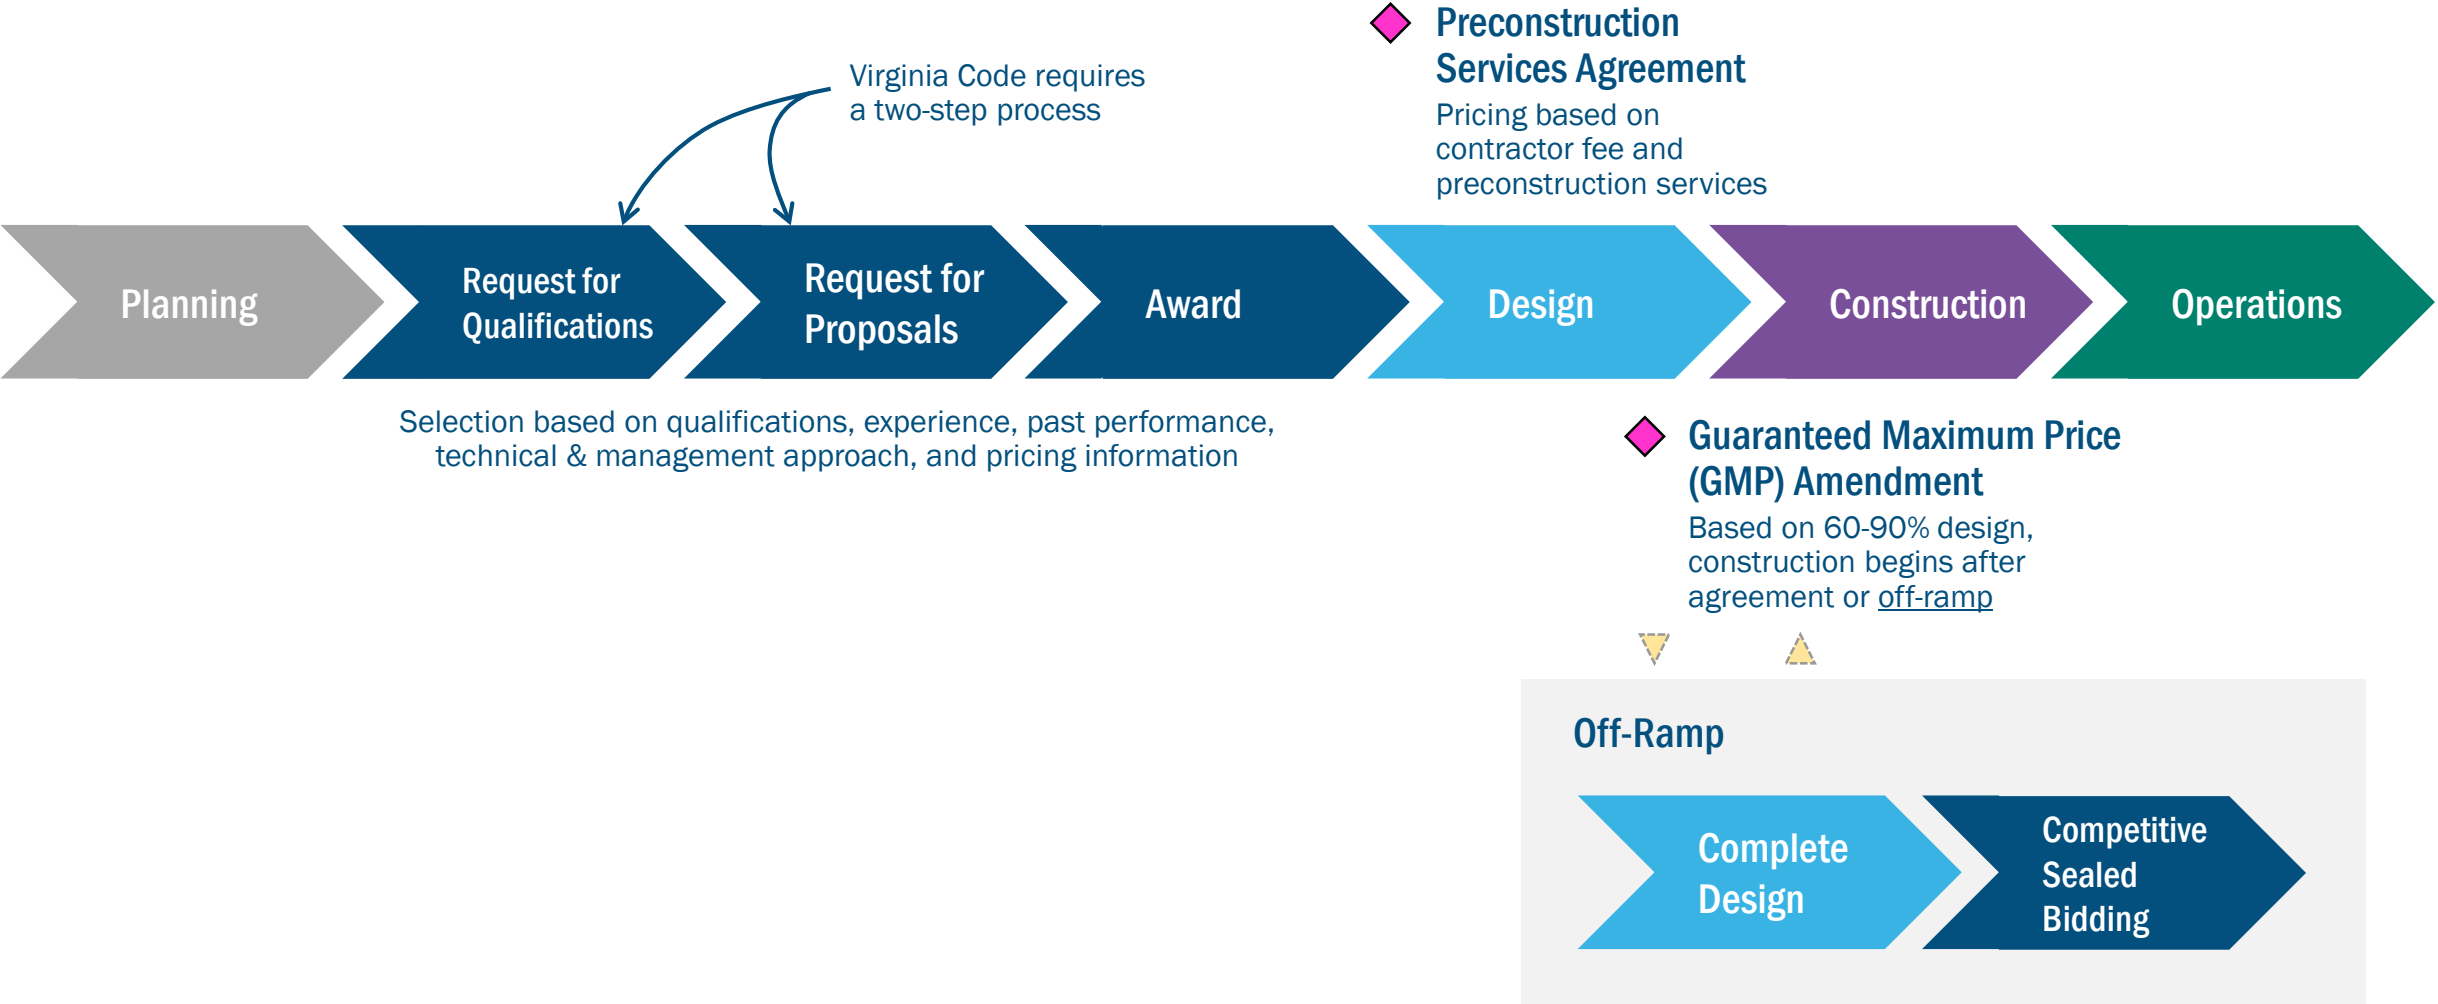 Preconstruction
Services Agreement
Pricing based on
contractor fee and
preconstruction services
Virginia Code requires
a two-step process
Planning
Request for
Qualifications
Request for
Proposals
Award
Design
Construction
Operations
Selection based on qualifications, experience, past performance,
technical & management approach, and pricing information
Guaranteed Maximum Price
(GMP) Amendment
Based on 60-90% design,
construction begins after
agreement or off-ramp
Off-Ramp
Complete
Design
Competitive
Sealed
Bidding